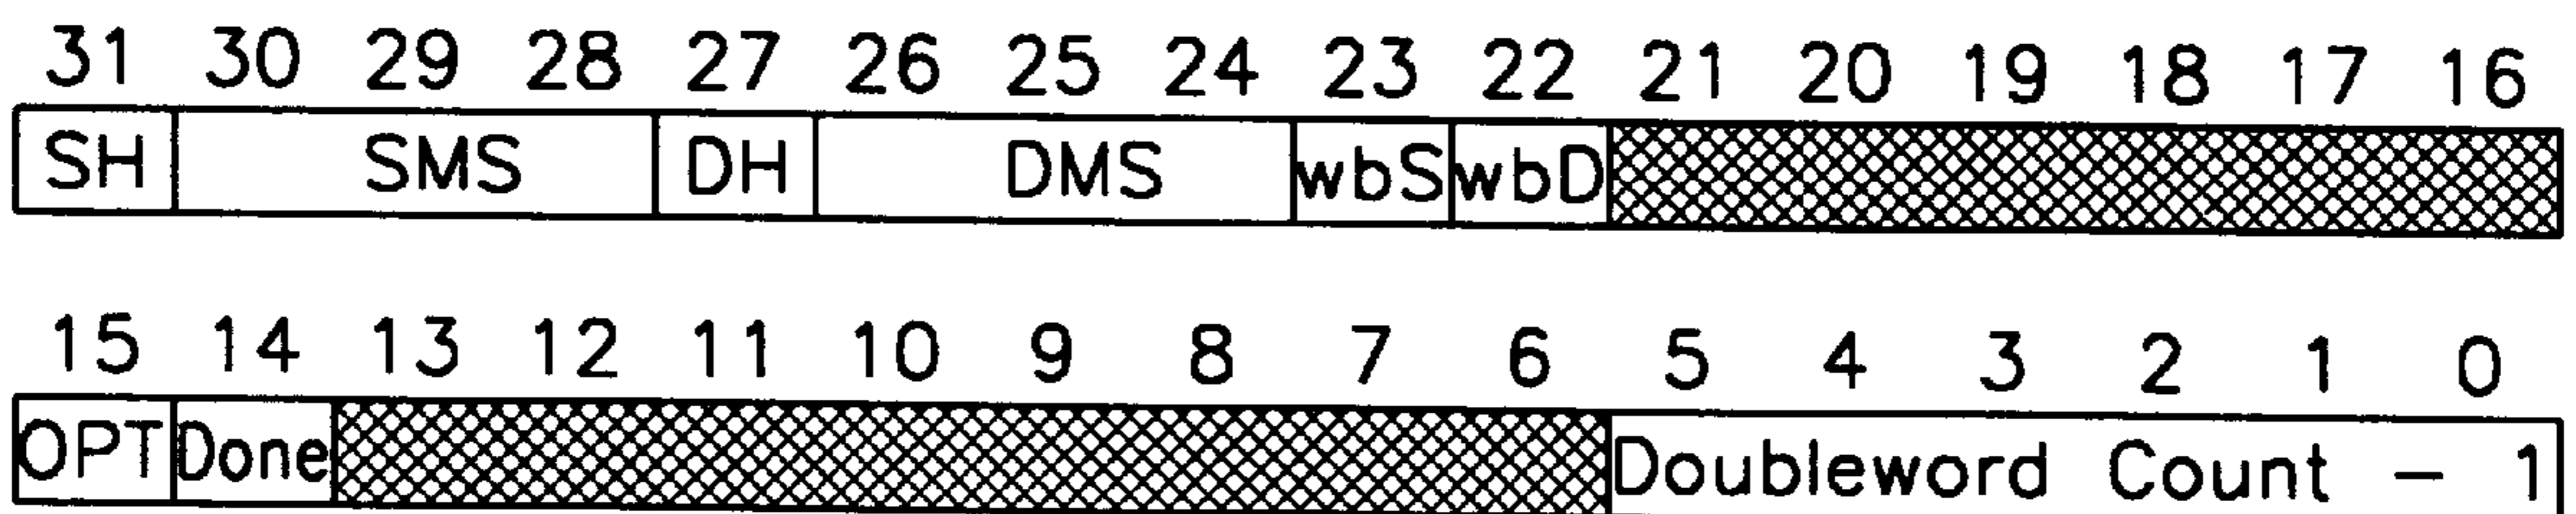 31 30 29 28 27 26 25 24 23 22 21 20 19 18 17 16
SH SMS DH DMS wbS wbD
15 14 13 12 11 10 9 8 7 6 5 4 3 2 1 0
OPT Done Doubleword Count - 1